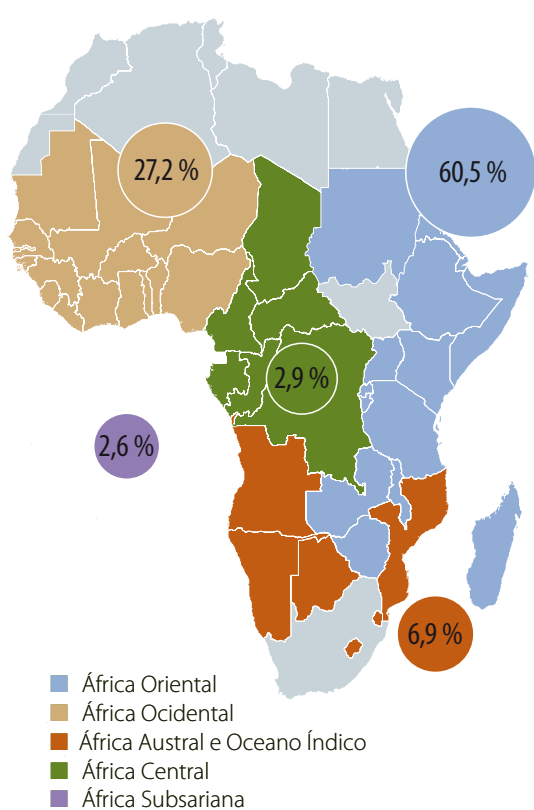 27,2 %
60,5 %
2,9 %
2,6 %
6,9 %
África Oriental
África Ocidental
África Austral e Oceano Índico
África Central
África Subsariana